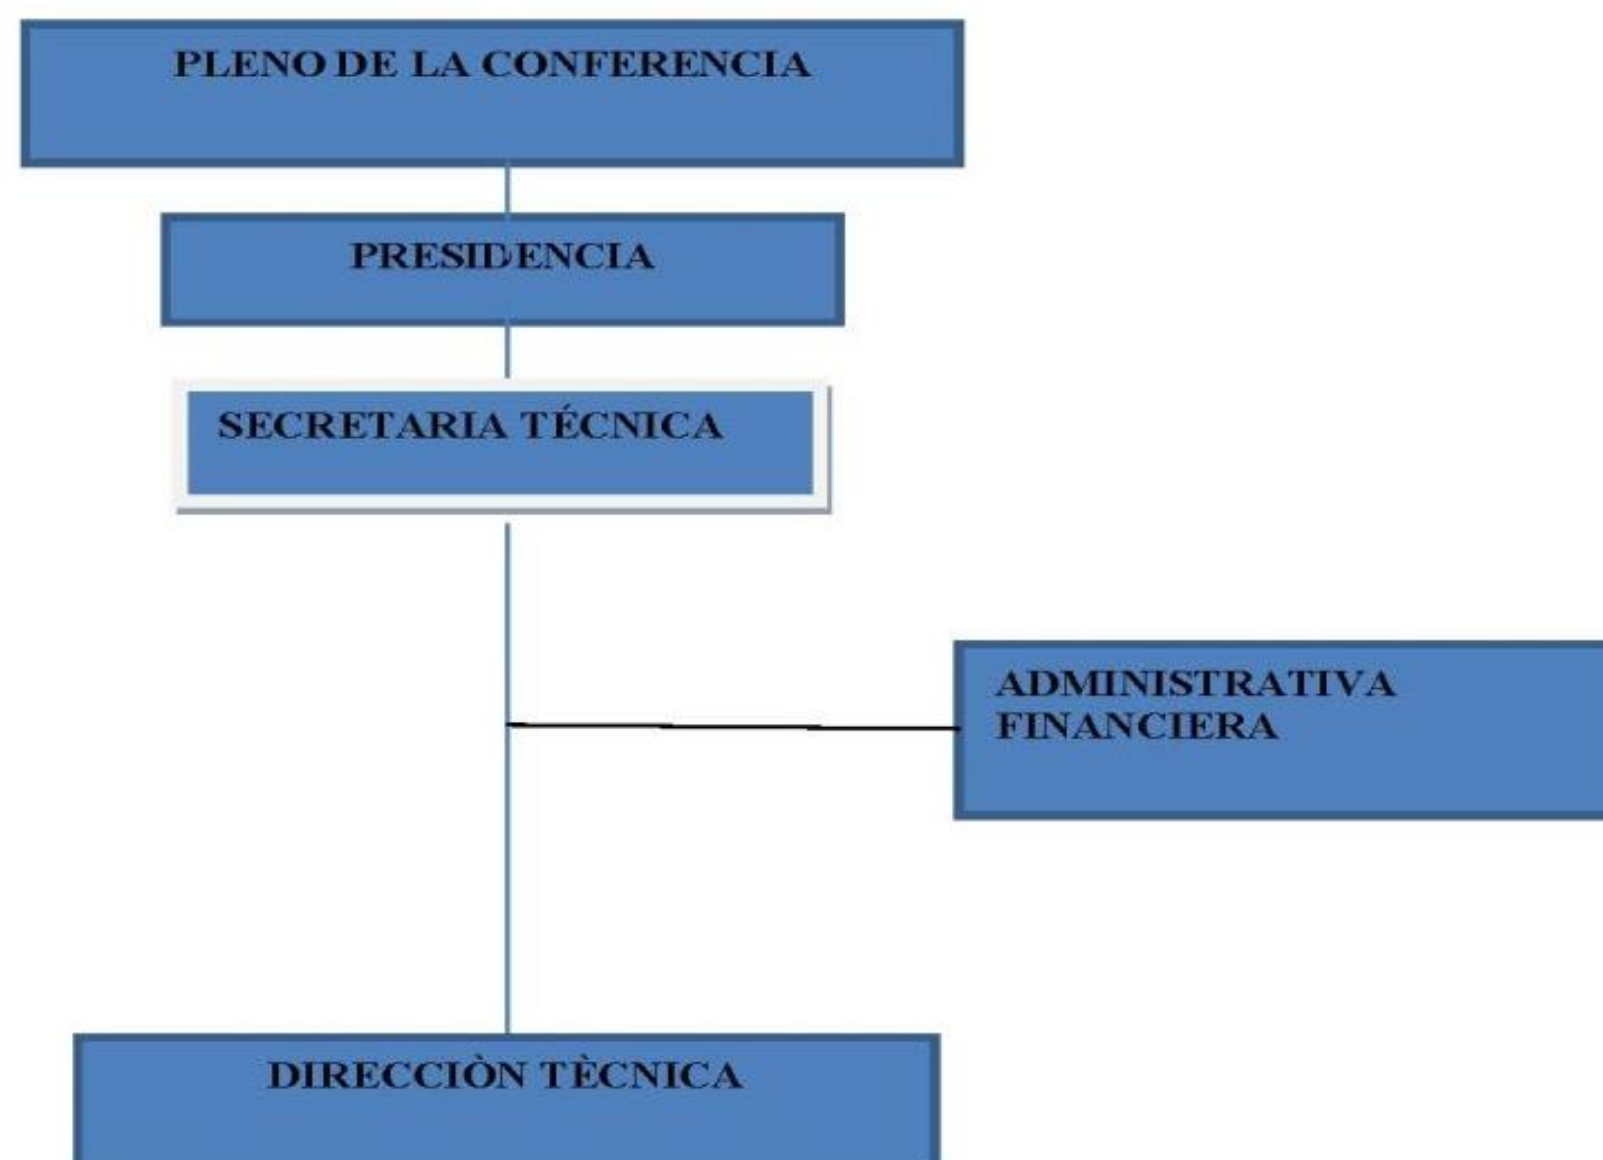 PLENO DE LA CONFERENCIA
PRESIDENCIA
SECRETARIA TÉCNICA
ADMINISTRATIVA
FINANCIERA
DIRECCIÒN TÈCNICA